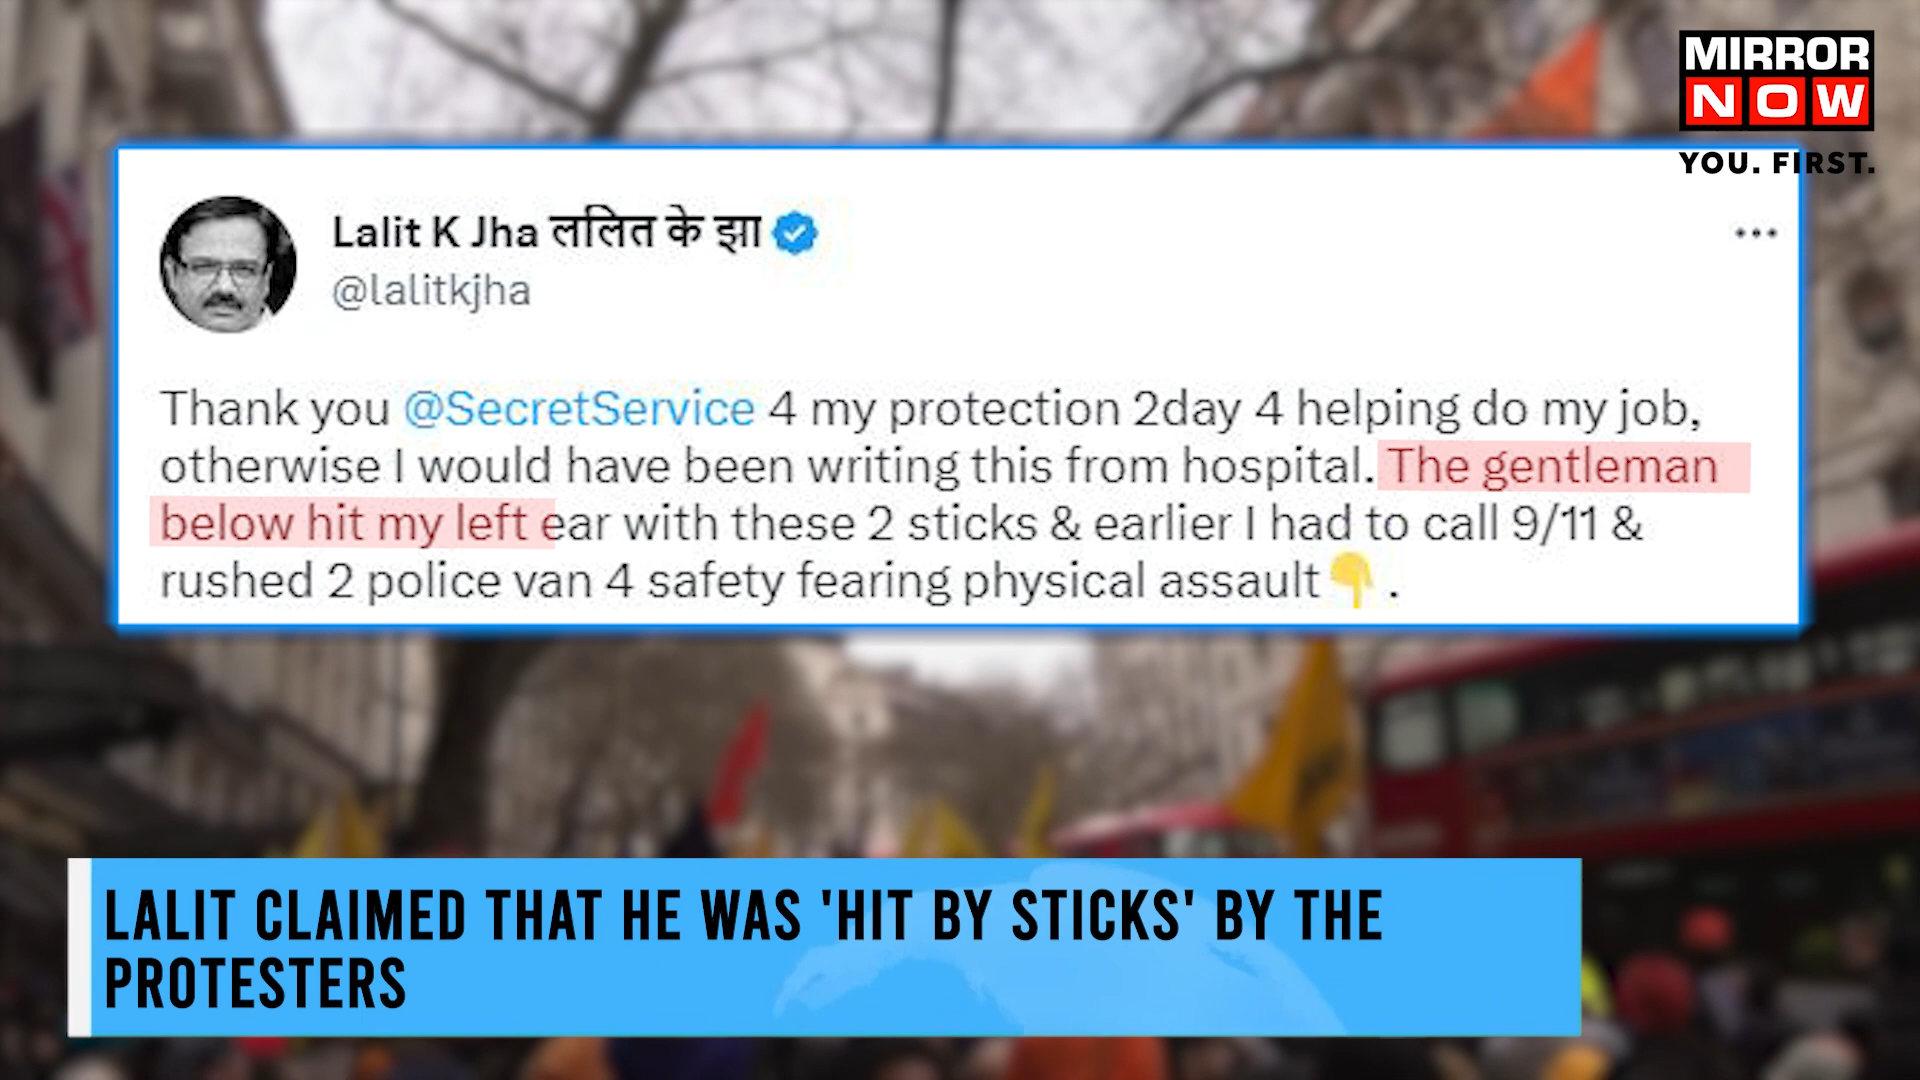 MIRROR
NOW
YOU. FIRST.
Lalit K Jha ललित के झा
@lalitkjha
Thank you @SecretService 4 my protection 2day 4 helping do my job,
otherwise I would have been writing this from hospital. The gentleman
below hit my left ear with these 2 sticks & earlier I had to call 9/11 &
rushed 2 police van 4 safety fearing physical assault👇.
LALIT CLAIMED THAT HE WAS 'HIT BY STICKS' BY THE
PROTESTERS